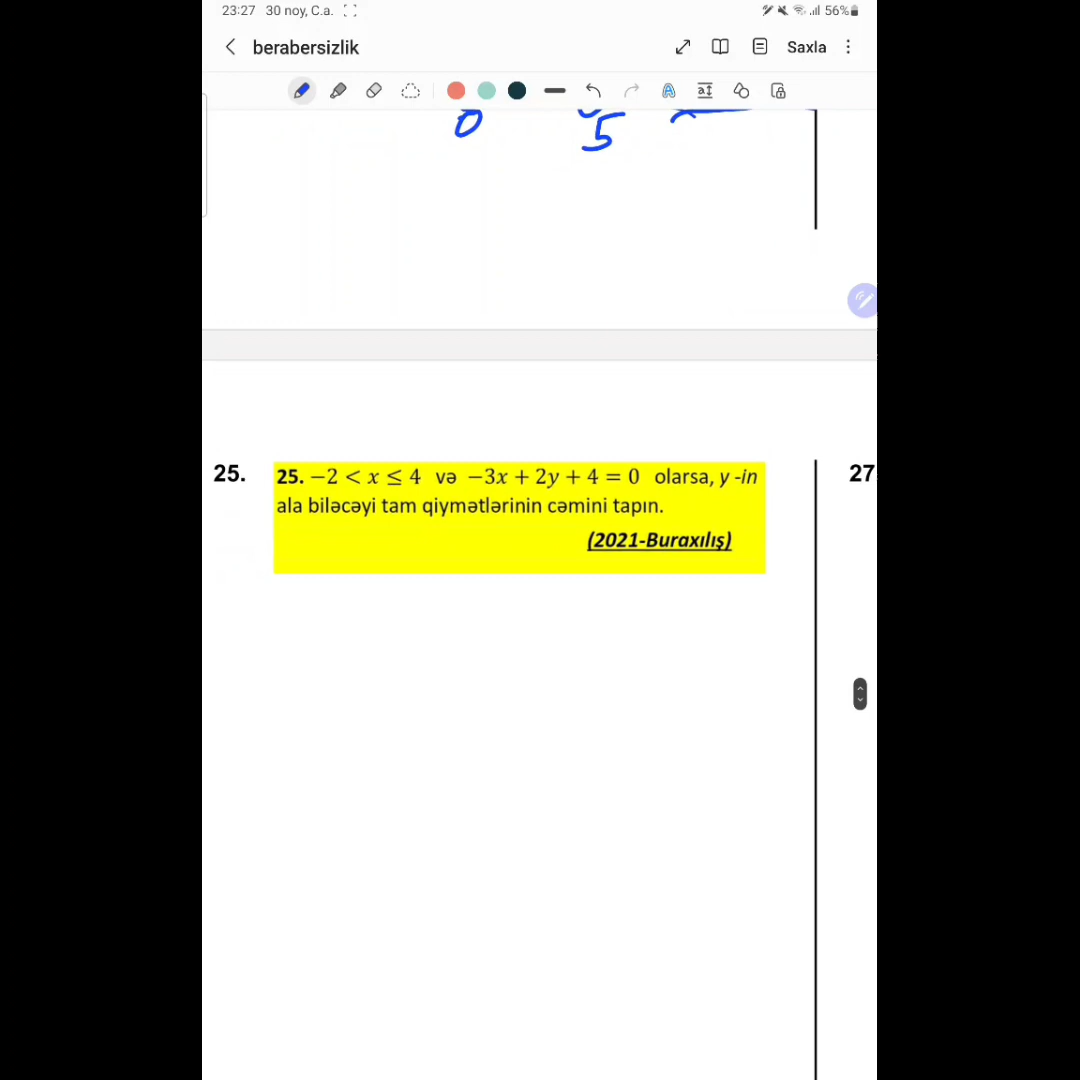 23:27 30 noy, C.a. 56%
berabersizlik Saxla
0 5
25. 25. −2 < x ≤ 4 və −3x + 2y + 4 = 0 olarsa, y -in 27
ala biləcəyi tam qiymətlərinin cəmini tapın.
(2021-Buraxılış)